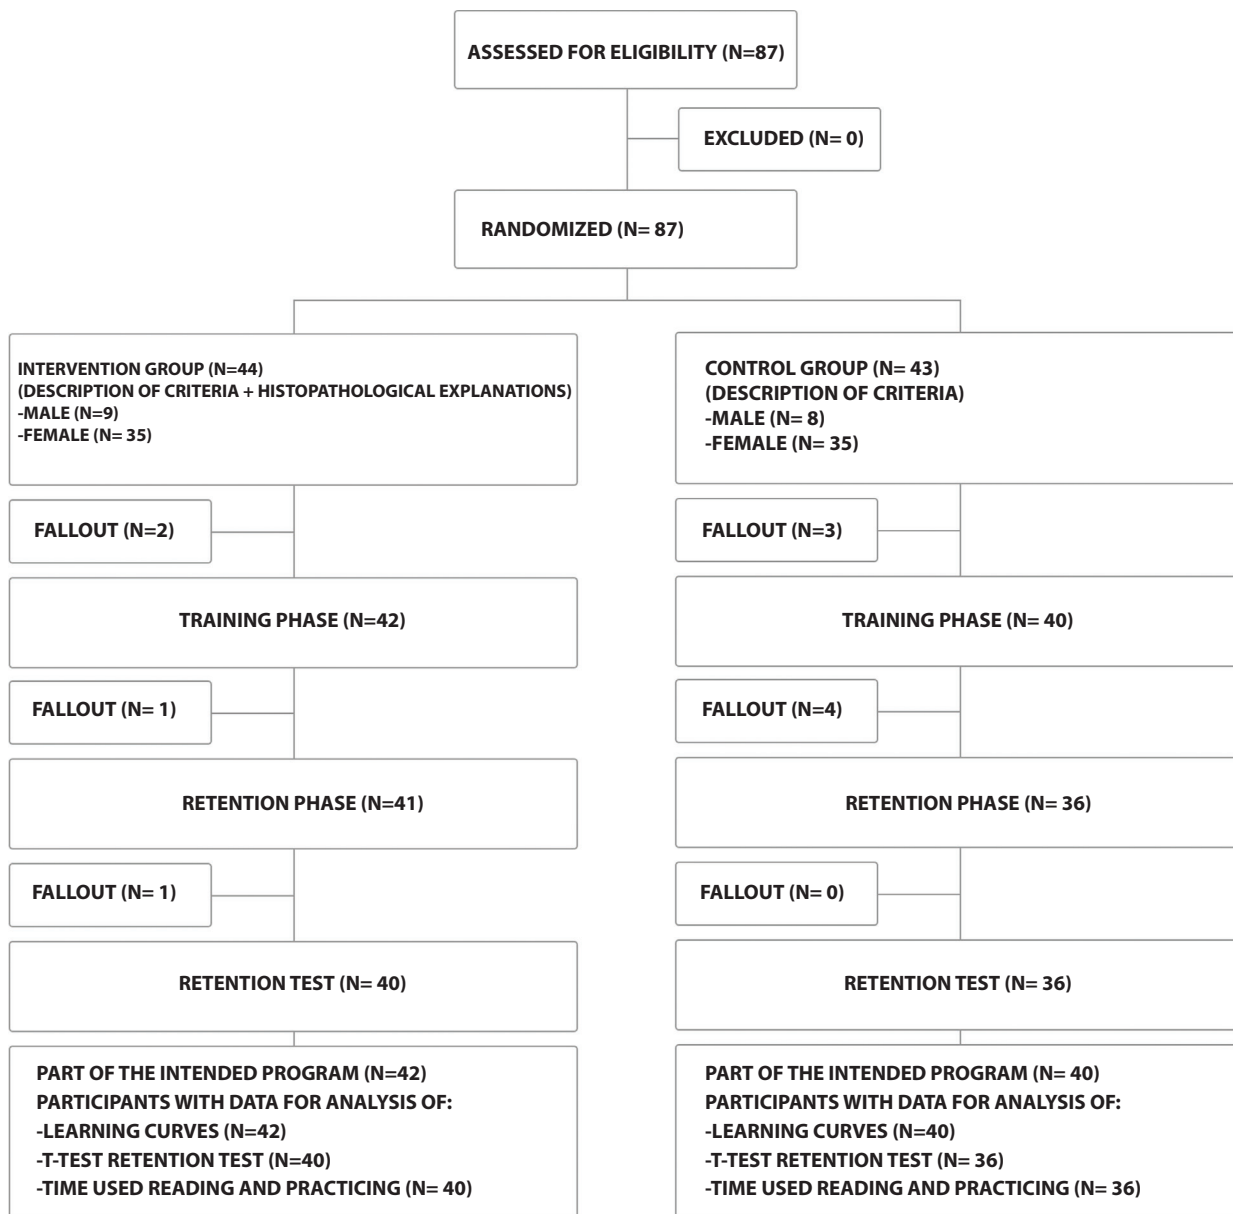 ASSESSED FOR ELIGIBILITY (N=87)
EXCLUDED (N= 0)
RANDOMIZED (N= 87)
INTERVENTION GROUP (N=44)
(DESCRIPTION OF CRITERIA + HISTOPATHOLOGICAL EXPLANATIONS)
-MALE (N=9)
-FEMALE (N= 35)
FALLOUT (N=2)
TRAINING PHASE (N=42)
FALLOUT (N= 1)
RETENTION PHASE (N=41)
FALLOUT (N= 1)
RETENTION TEST (N= 40)
PART OF THE INTENDED PROGRAM (N=42)
PARTICIPANTS WITH DATA FOR ANALYSIS OF:
-LEARNING CURVES (N=42)
-T-TEST RETENTION TEST (N=40)
-TIME USED READING AND PRACTICING (N= 40)
CONTROL GROUP (N= 43)
(DESCRIPTION OF CRITERIA)
-MALE (N= 8)
-FEMALE (N= 35)
FALLOUT (N=3)
TRAINING PHASE (N= 40)
FALLOUT (N=4)
RETENTION PHASE (N= 36)
FALLOUT (N= 0)
RETENTION TEST (N= 36)
PART OF THE INTENDED PROGRAM (N= 40)
PARTICIPANTS WITH DATA FOR ANALYSIS OF:
-LEARNING CURVES (N=40)
-T-TEST RETENTION TEST (N= 36)
-TIME USED READING AND PRACTICING (N= 36)